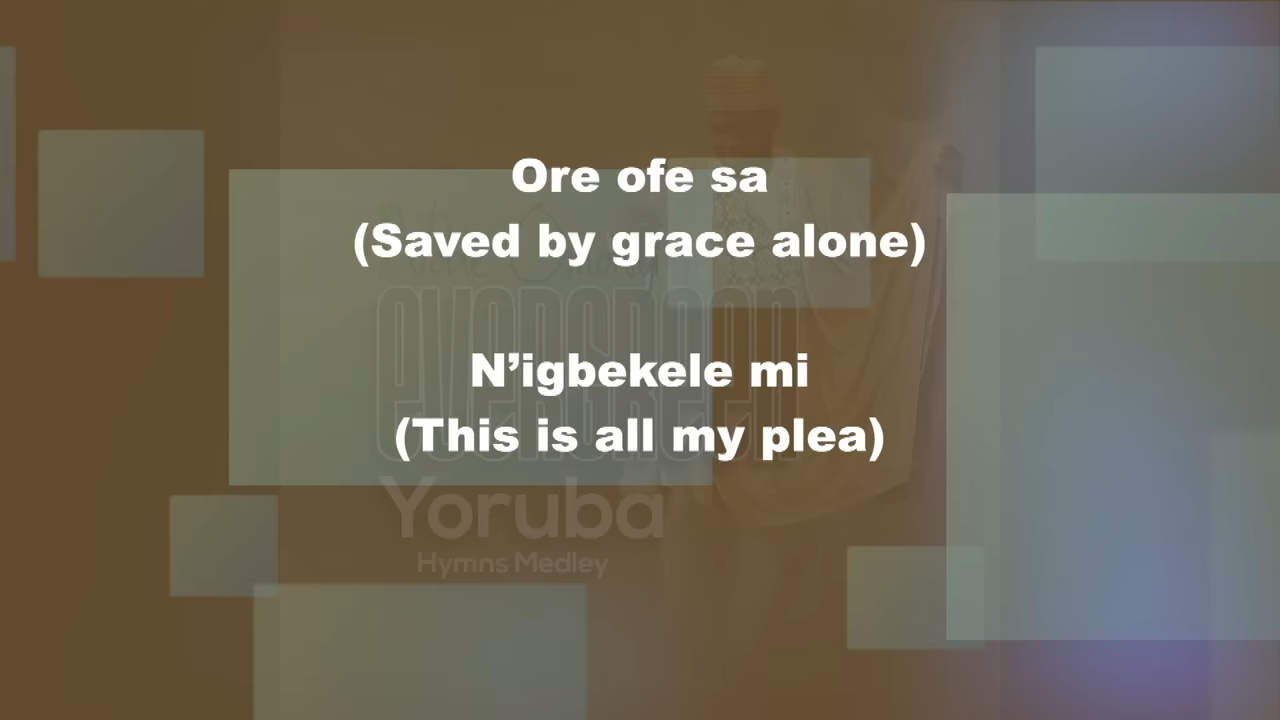 Ore ofe sa
(Saved by grace alone)
N’igbekele mi
(This is all my plea)
EVERGREEN
Yoruba
Hymns Medley